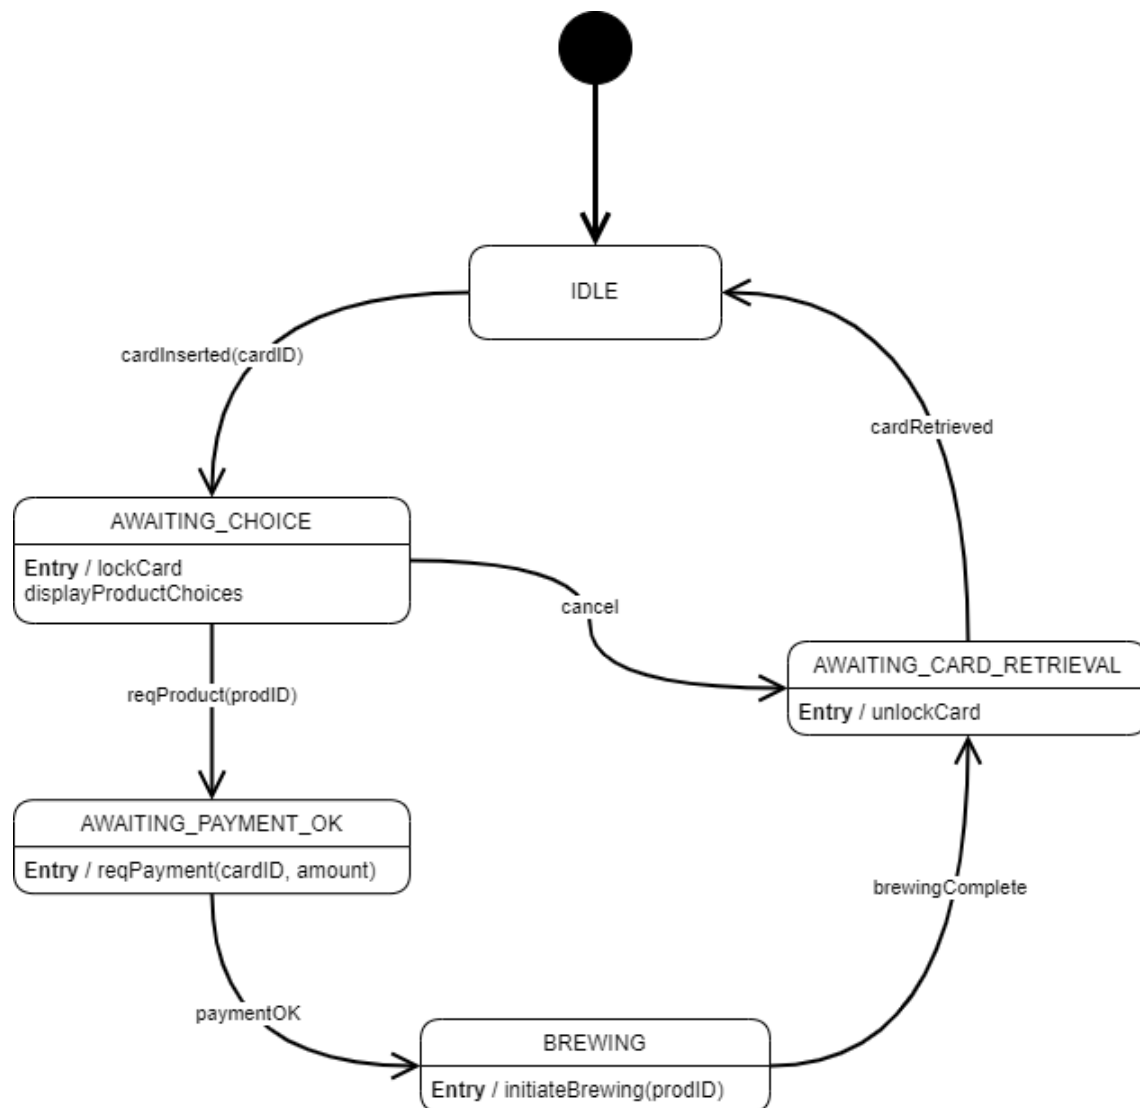 IDLE
cardInserted(cardID)
cardRetrieved
AWAITING_CHOICE
Entry / lockCard
displayProductChoices
cancel
AWAITING_CARD_RETRIEVAL
Entry / unlockCard
reqProduct(prodID)
AWAITING_PAYMENT_OK
Entry / reqPayment(cardID, amount)
brewingComplete
paymentOK
BREWING
Entry / initiateBrewing(prodID)